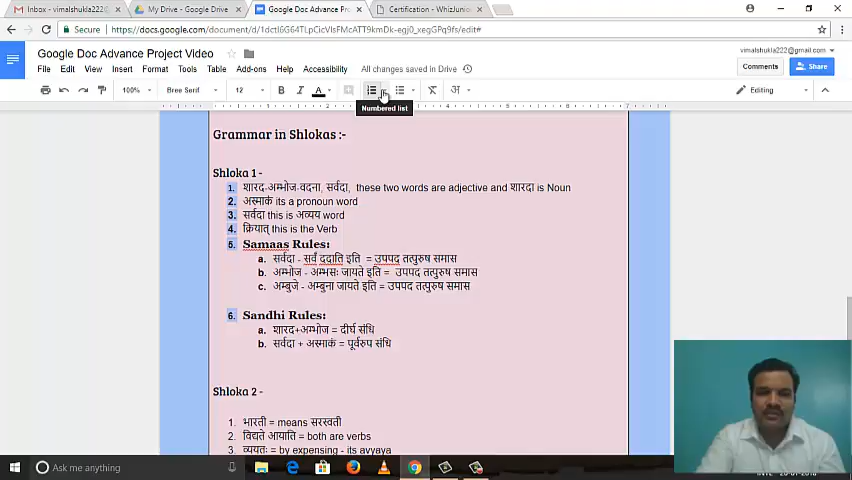 Inbox - vimalshukla222@gm
My Drive - Google Drive
Google Doc Advance Project
Certification - WhizJunior
Secure
https://docs.google.com/document/d/1dctI6G64TLpCicVlsFMcATT9kmDk-egj0_xegGPq9fs/edit#
Google Doc Advance Project Video
vimalshukla222@gmail.com
File Edit View Insert Format Tools Table Add-ons Help Accessibility All changes saved in Drive
Comments
Share
100% Bree Serif 12 B I A अ Editing
Numbered list
Grammar in Shlokas :-
Shloka 1 -
1. शारद-अम्भोज-वदना, सर्वदा, these two words are adjective and शारदा is Noun
2. अस्माकं its a pronoun word
3. सर्वदा this is अव्यय word
4. क्रियात् this is the Verb
5. Samaas Rules:
a. सर्वदा - सर्वं ददाति इति = उपपद तत्पुरुष समास
b. अम्भोज - अम्भसः जायते इति = उपपद तत्पुरुष समास
c. अम्बुजे - अम्बुना जायते इति = उपपद तत्पुरुष समास
6. Sandhi Rules:
a. शारद+अम्भोज = दीर्घ संधि
b. सर्वदा + अस्माकं = पूर्वरुप संधि
Shloka 2 -
1. भारती = means सरस्वती
2. विद्यते आयाति = both are verbs
3. व्ययतः = by expensing - its avyaya
Ask me anything